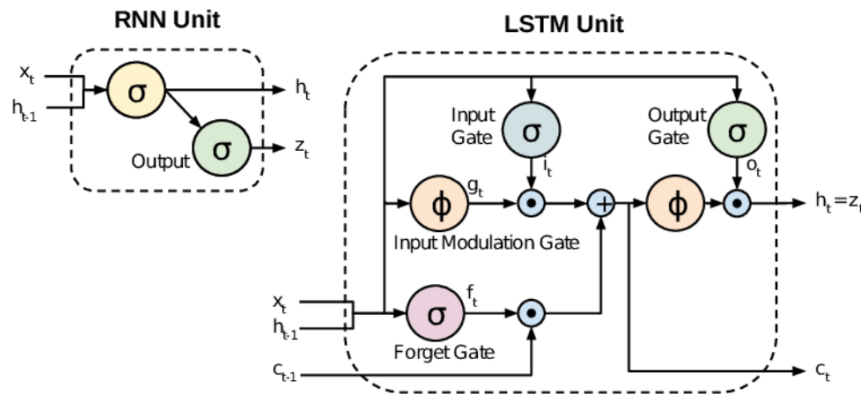 RNN Unit
xₜ
hₜ₋₁
σ
hₜ
Output
σ
zₜ
LSTM Unit
Input
Gate
σ
iₜ
Output
Gate
σ
oₜ
ϕ
gₜ
+
ϕ
hₜ=zₜ
Input Modulation Gate
xₜ
hₜ₋₁
σ
fₜ
Forget Gate
cₜ₋₁
cₜ